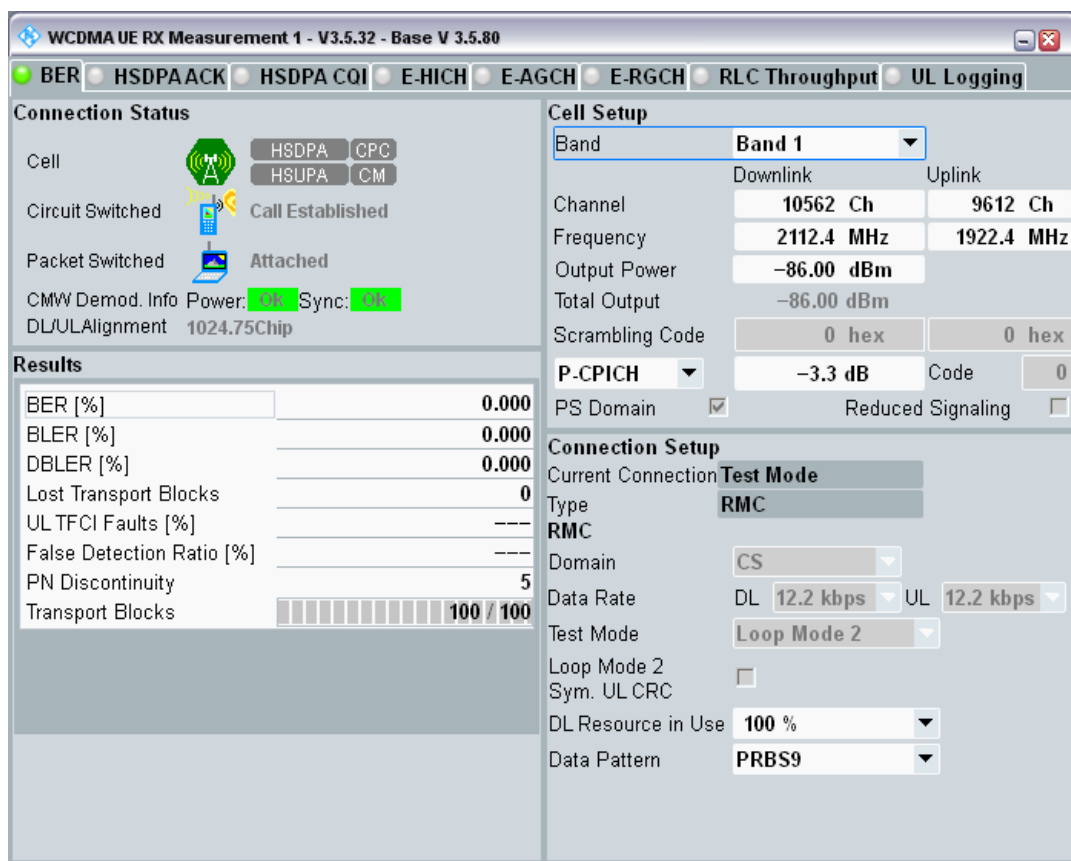 WCDMA UE RX Measurement 1 - V3.5.32 - Base V 3.5.80
BER HSDPA ACK HSDPA CQI E-HICH E-AGCH E-RGCH RLC Throughput UL Logging
Connection Status
Cell HSDPA CPC
HSUPA CM
Circuit Switched Call Established
Packet Switched Attached
CMW Demod. Info Power: Ok Sync: Ok
DL/ULAlignment 1024.75Chip
Results
BER [%] 0.000
BLER [%] 0.000
DBLER [%] 0.000
Lost Transport Blocks 0
UL TFCI Faults [%] ---
False Detection Ratio [%] ---
PN Discontinuity 5
Transport Blocks 100 / 100
Cell Setup
Band Band 1
Downlink Uplink
Channel 10562 Ch 9612 Ch
Frequency 2112.4 MHz 1922.4 MHz
Output Power -86.00 dBm
Total Output -86.00 dBm
Scrambling Code 0 hex 0 hex
P-CPICH -3.3 dB Code 0
PS Domain Reduced Signaling
Connection Setup
Current Connection Test Mode
Type RMC
RMC
Domain CS
Data Rate DL 12.2 kbps UL 12.2 kbps
Test Mode Loop Mode 2
Loop Mode 2
Sym. UL CRC
DL Resource in Use 100 %
Data Pattern PRBS9